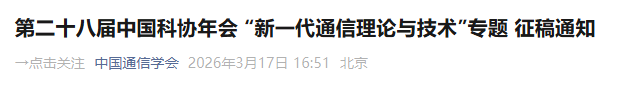 第二十八届中国科协年会 “新一代通信理论与技术”专题 征稿通知
→点击关注 中国通信学会 2026年3月17日 16:51 北京